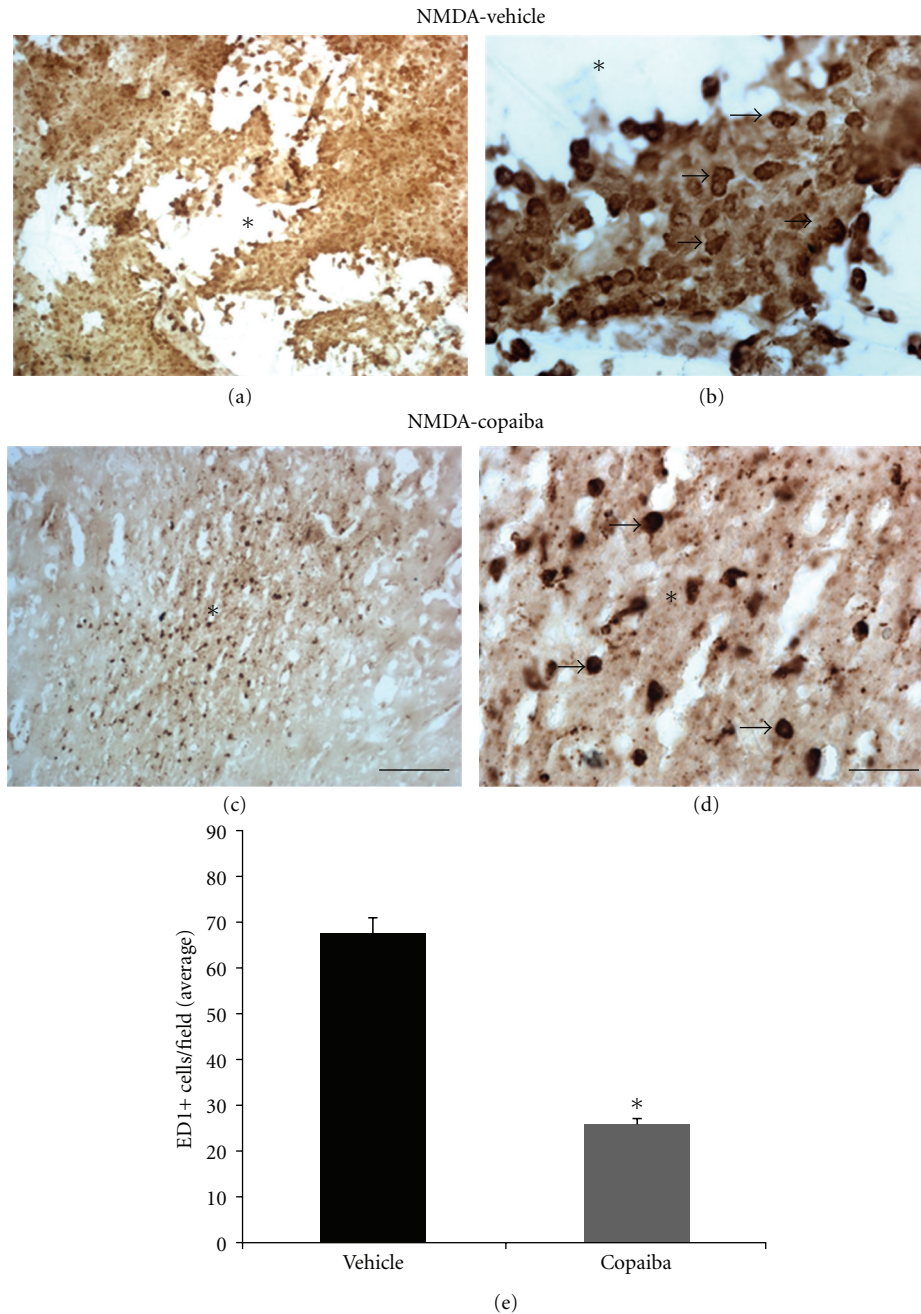 NMDA-vehicle
*
*
(a)
(b)
NMDA-copaiba
*
*
(c)
(d)
90
80
70
60
50
40
30
20
10
0
ED1+ cells/field (average)
*
Vehicle
Copaiba
(e)